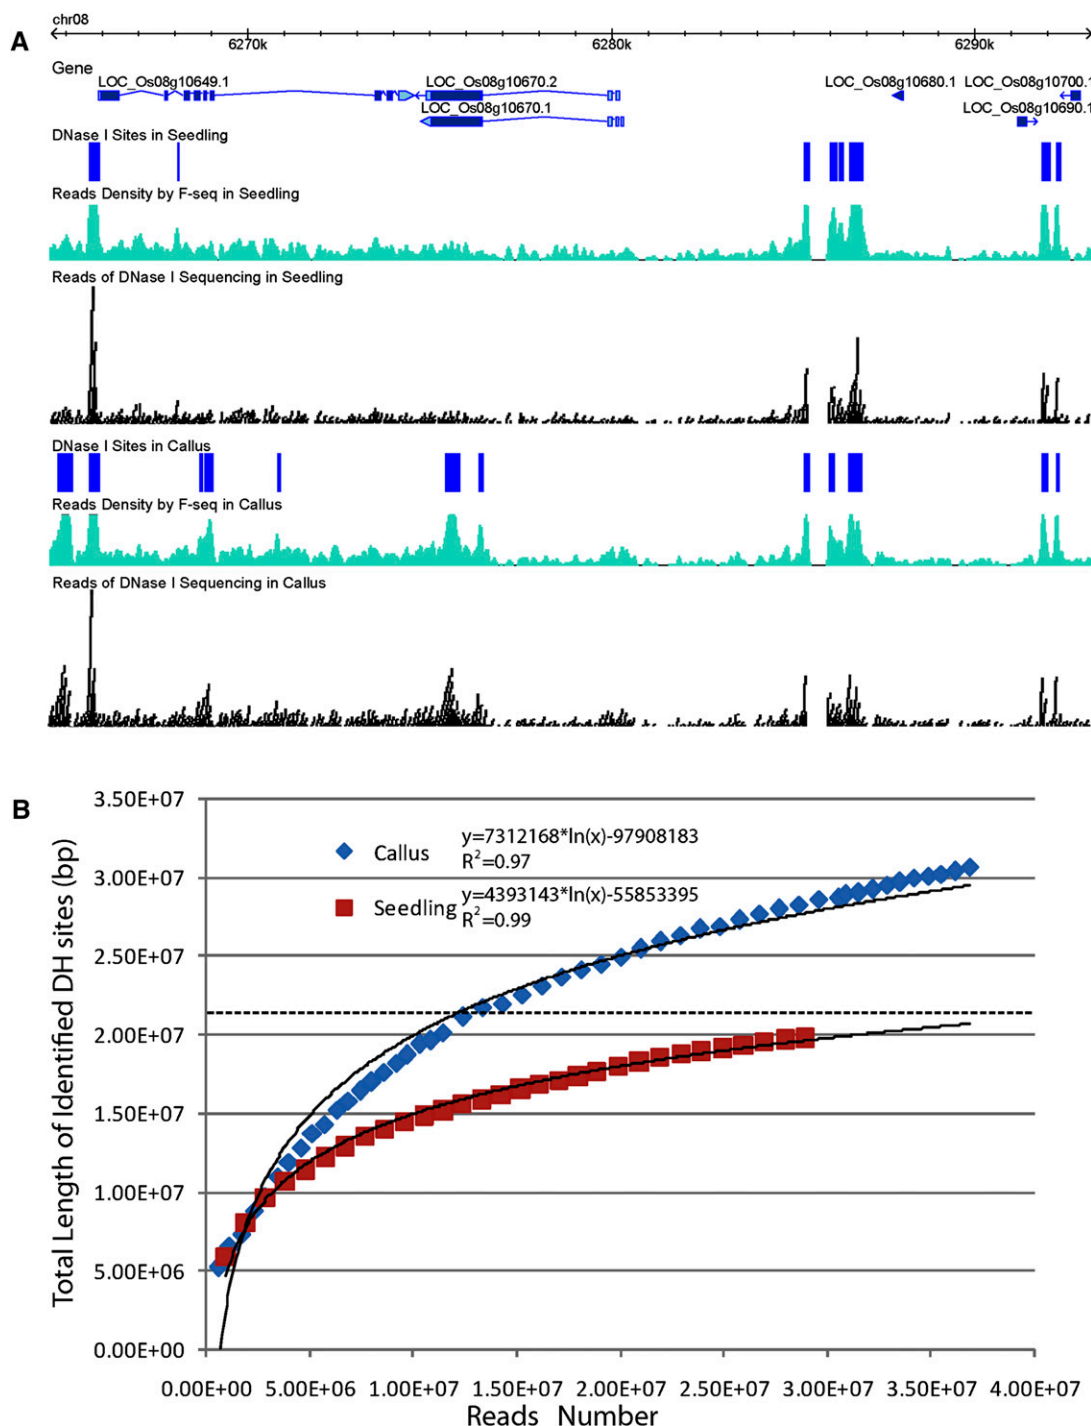 chr08
A
6270k
6280k
6290k
Gene
LOC_Os08g10649.1
LOC_Os08g10670.2
LOC_Os08g10680.1
LOC_Os08g10700.1
LOC_Os08g10670.1
LOC_Os08g10690.1
DNase I Sites in Seedling
Reads Density by F-seq in Seedling
Reads of DNase I Sequencing in Seedling
DNase I Sites in Callus
Reads Density by F-seq in Callus
Reads of DNase I Sequencing in Callus
B
3.50E+07
3.00E+07
2.50E+07
2.00E+07
1.50E+07
1.00E+07
5.00E+06
0.00E+00
Total Length of Identified DH sites (bp)
Callus
y=7312168*ln(x)-97908183
R²=0.97
Seedling
y=4393143*ln(x)-55853395
R²=0.99
0.00E+00
5.00E+06
1.00E+07
1.50E+07
2.00E+07
2.50E+07
3.00E+07
3.50E+07
4.00E+07
Reads Number